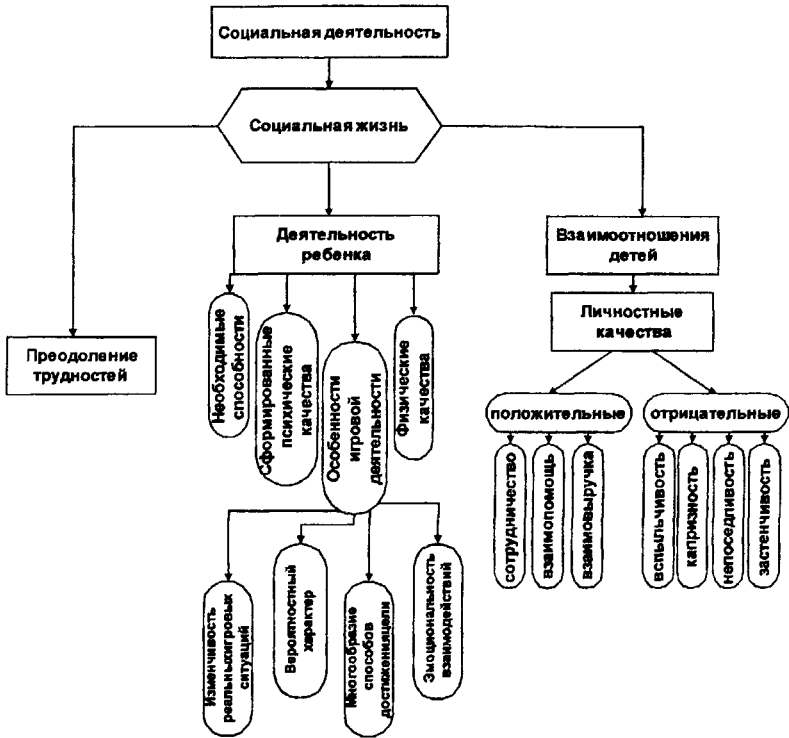 Социальная деятельность
Социальная жизнь
Деятельность
ребенка
Взаимоотношения
детей
Личностные
качества
Преодоление
трудностей
Необходимые
способности
Сформированные
психические
качества
Особенности
игровой
деятельности
Физические
качества
положительные
отрицательные
сотрудничество
взаимопомощь
взаимовыручка
вспыльчивость
капризность
непоседливость
застенчивость
Изменчивость
реальныхигровых
ситуаций
Вероятностный
характер
Многообразие
способов
достиженияцели
Эмоциональность
взаимодействий